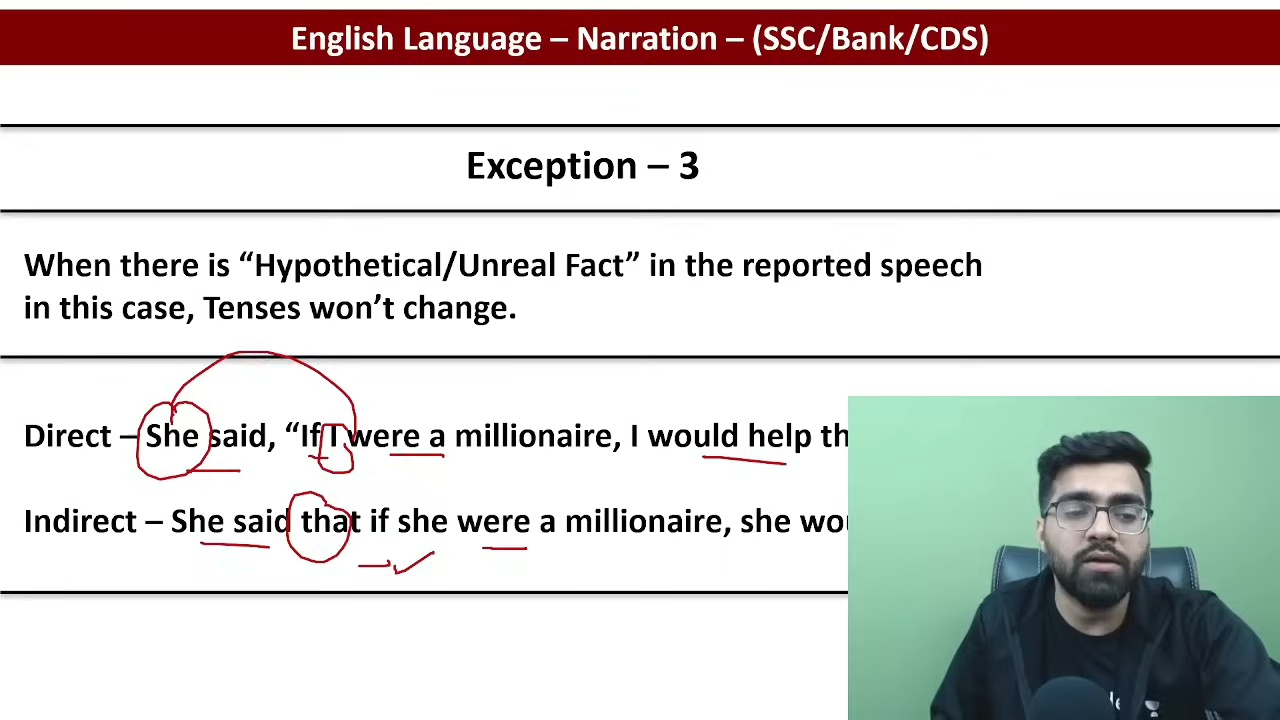 English Language – Narration – (SSC/Bank/CDS)
Exception – 3
When there is “Hypothetical/Unreal Fact” in the reported speech
in this case, Tenses won’t change.
Direct – She said, “If I were a millionaire, I would help
Indirect – She said that if she were a millionaire, she